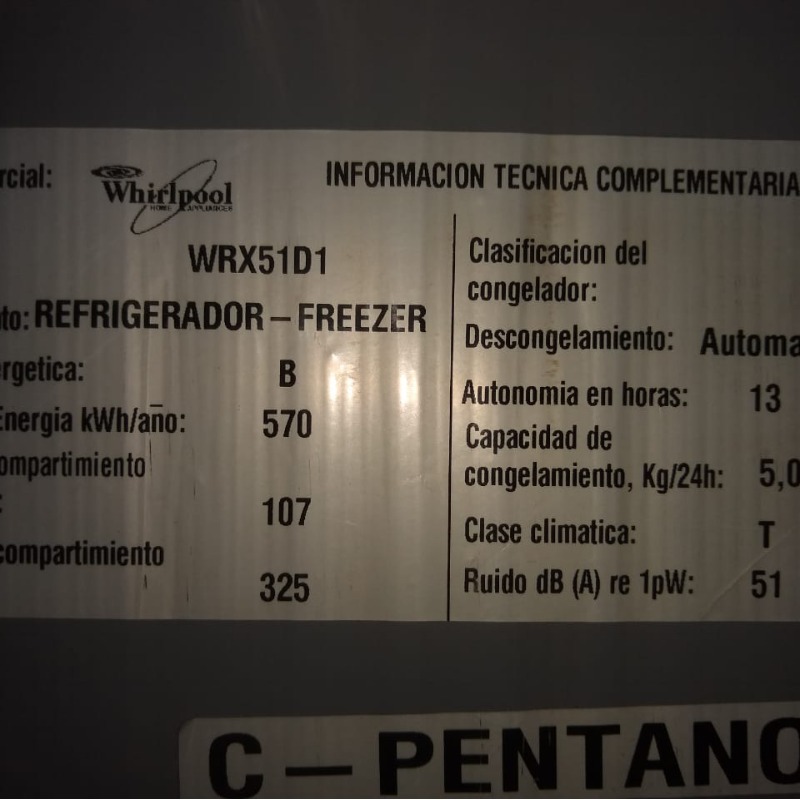 rcial:
Whirlpool
HOME APPLIANCES
WRX51D1
to: REFRIGERADOR – FREEZER
rgetica: B
Energia kWh/año: 570
ompartimiento
: 107
compartimiento
325
INFORMACION TECNICA COMPLEMENTARIA
Clasificacion del
congelador:
Descongelamiento: Automa
Autonomia en horas: 13
Capacidad de
congelamiento, Kg/24h: 5,0
Clase climatica: T
Ruido dB (A) re 1pW: 51
C – PENTANO